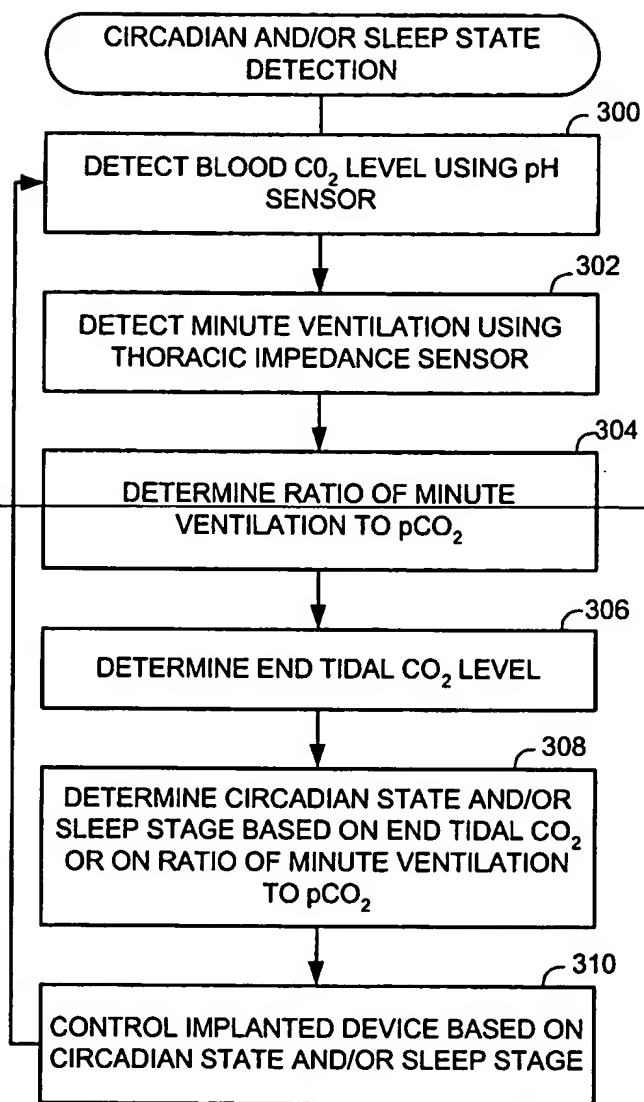 CIRCADIAN AND/OR SLEEP STATE
DETECTION
300
DETECT BLOOD C0₂ LEVEL USING pH
SENSOR
302
DETECT MINUTE VENTILATION USING
THORACIC IMPEDANCE SENSOR
304
DETERMINE RATIO OF MINUTE
VENTILATION TO pCO₂
306
DETERMINE END TIDAL CO₂ LEVEL
308
DETERMINE CIRCADIAN STATE AND/OR
SLEEP STAGE BASED ON END TIDAL CO₂
OR ON RATIO OF MINUTE VENTILATION
TO pCO₂
310
CONTROL IMPLANTED DEVICE BASED ON
CIRCADIAN STATE AND/OR SLEEP STAGE